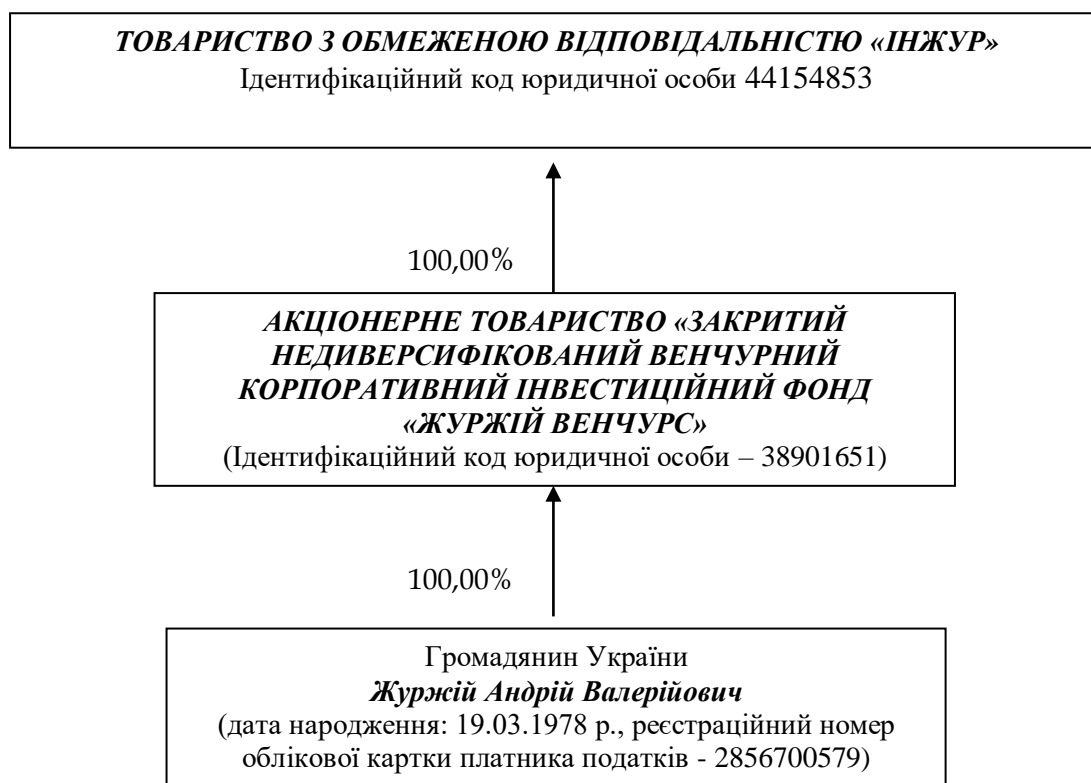 ТОВАРИСТВО З ОБМЕЖЕНОЮ ВІДПОВІДАЛЬНІСТЮ «ІНЖУР»
Ідентифікаційний код юридичної особи 44154853
100,00%
АКЦІОНЕРНЕ ТОВАРИСТВО «ЗАКРИТИЙ
НЕДИВЕРСИФІКОВАНИЙ ВЕНЧУРНИЙ
КОРПОРАТИВНИЙ ІНВЕСТИЦІЙНИЙ ФОНД
«ЖУРЖІЙ ВЕНЧУРС»
(Ідентифікаційний код юридичної особи – 38901651)
100,00%
Громадянин України
Журжій Андрій Валерійович
(дата народження: 19.03.1978 р., реєстраційний номер
облікової картки платника податків - 2856700579)